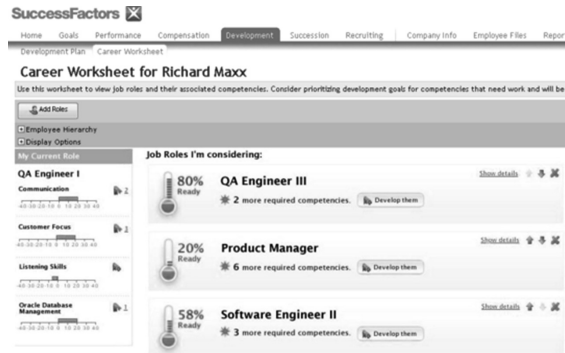 SuccessFactors
Home Goals Performance Compensation Development Succession Recruiting Company Info Employee Files Repor
Development Plan Career Worksheet
Career Worksheet for Richard Maxx
Use this worksheet to view job roles and their associated competencies. Consider prioritizing development goals for competencies that need work and will be
Add Roles
Employee Hierarchy
Display Options
My Current Role
QA Engineer I
Communication 2
Customer Focus
Listening Skills
Oracle Database
Management 1
Job Roles I'm considering:
80%
Ready
QA Engineer III
2 more required competencies. Develop them
Show details
20%
Ready
Product Manager
6 more required competencies. Develop them
Show details
58%
Ready
Software Engineer II
3 more required competencies. Develop them
Show details